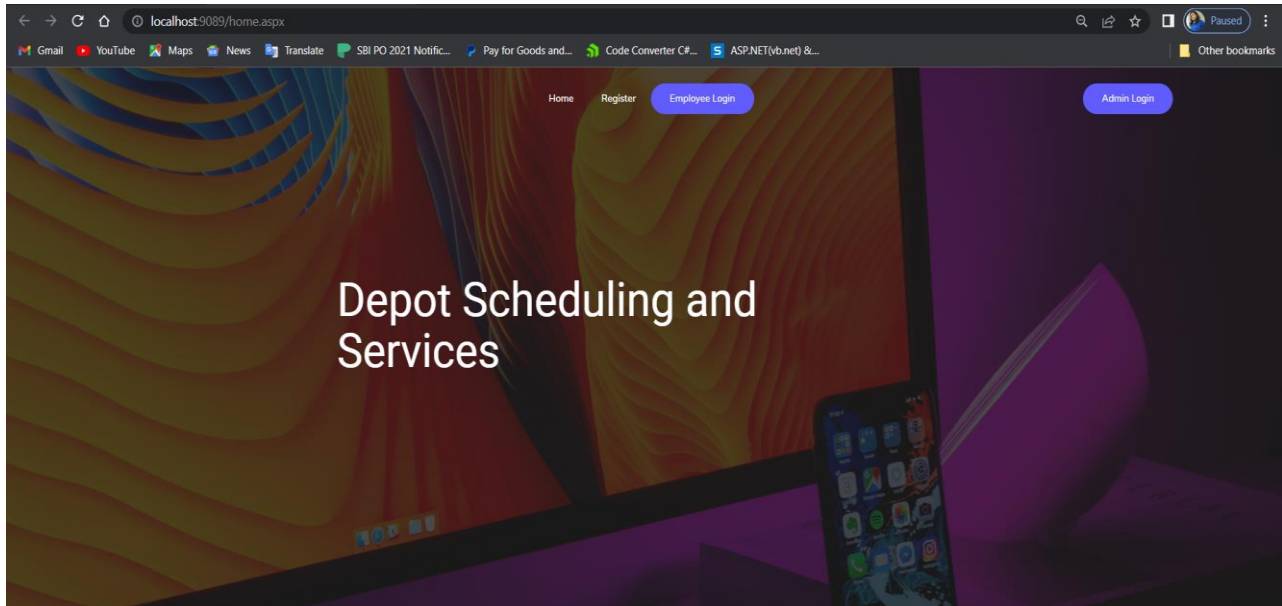 localhost:9089/home.aspx
Paused
Gmail YouTube Maps News Translate SBI PO 2021 Notific... Pay for Goods and... Code Converter C#... ASP.NET(vb.net) &... Other bookmarks
Home Register Employee Login Admin Login
Depot Scheduling and
Services